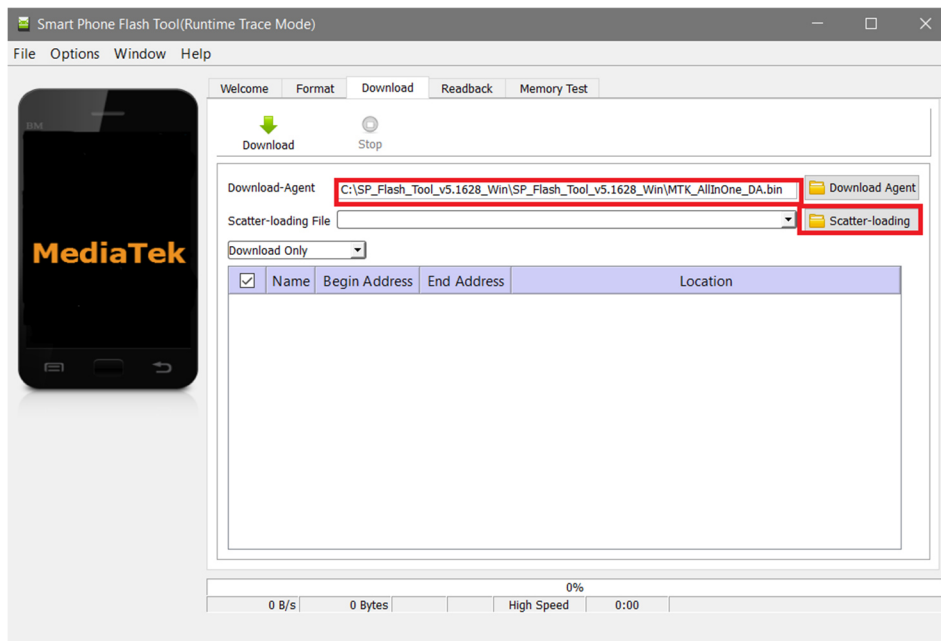 Smart Phone Flash Tool(Runtime Trace Mode)
File Options Window Help
Welcome Format Download Readback Memory Test
BM
Download Stop
Download-Agent C:\SP_Flash_Tool_v5.1628_Win\SP_Flash_Tool_v5.1628_Win\MTK_AllInOne_DA.bin Download Agent
Scatter-loading File Scatter-loading
MediaTek
Download Only
Name Begin Address End Address Location
0%
0 B/s 0 Bytes High Speed 0:00